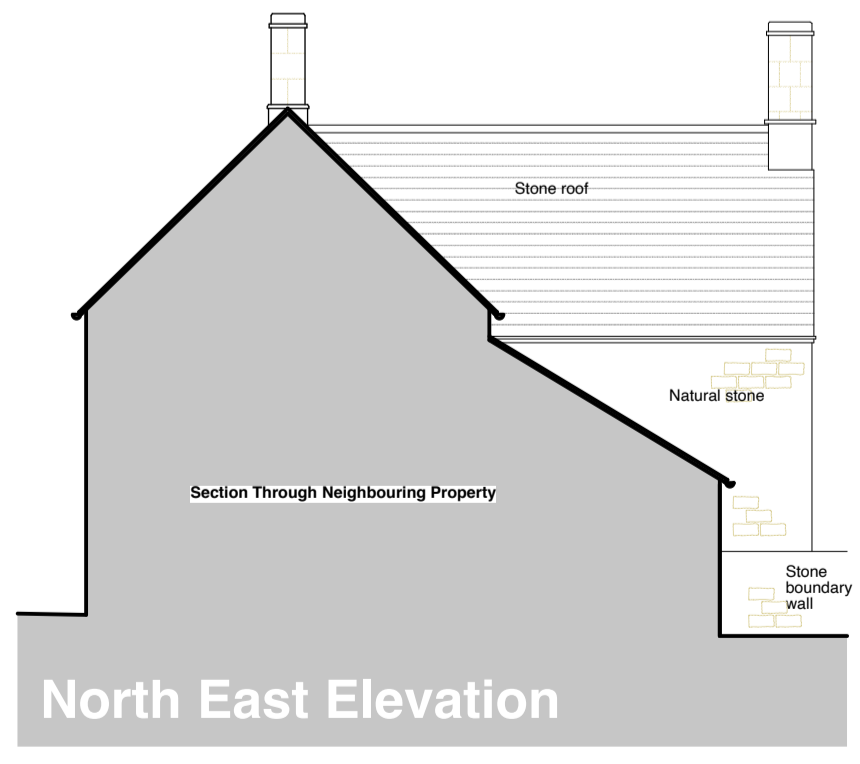 Stone roof
Natural stone
Section Through Neighbouring Property
Stone
boundary
wall
North East Elevation